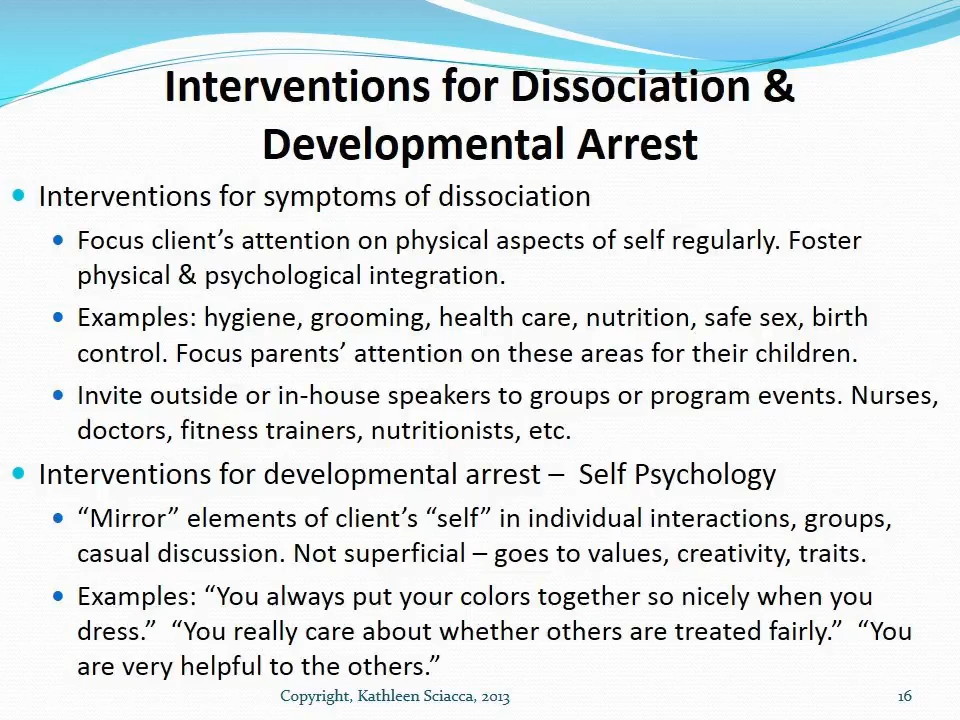 Interventions for Dissociation &
Developmental Arrest
Interventions for symptoms of dissociation
Focus client’s attention on physical aspects of self regularly. Foster
physical & psychological integration.
Examples: hygiene, grooming, health care, nutrition, safe sex, birth
control. Focus parents’ attention on these areas for their children.
Invite outside or in-house speakers to groups or program events. Nurses,
doctors, fitness trainers, nutritionists, etc.
Interventions for developmental arrest – Self Psychology
“Mirror” elements of client’s “self” in individual interactions, groups,
casual discussion. Not superficial – goes to values, creativity, traits.
Examples: “You always put your colors together so nicely when you
dress.” “You really care about whether others are treated fairly.” “You
are very helpful to the others.”
Copyright, Kathleen Sciacca, 2013
16